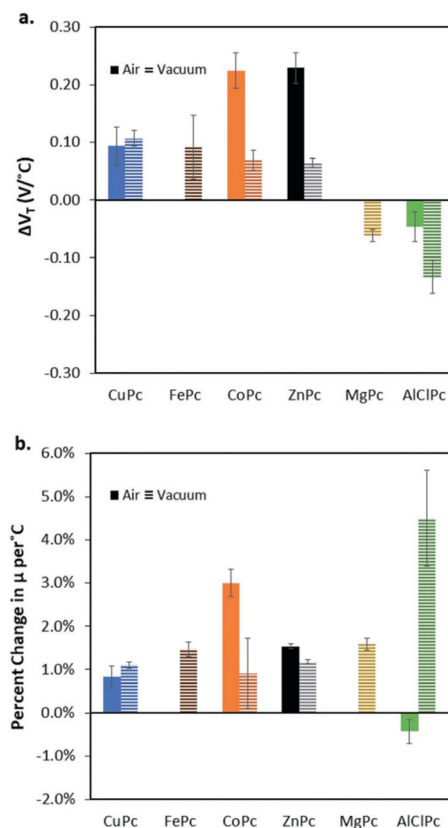 a.
0.30
0.20
0.10
0.00
-0.10
-0.20
-0.30
ΔVT (V/°C)
Air Vacuum
CuPc FePc CoPc ZnPc MgPc AlClPc
b.
6.0%
5.0%
4.0%
3.0%
2.0%
1.0%
0.0%
-1.0%
-2.0%
Percent Change in μ per°C
Air Vacuum
CuPc FePc CoPc ZnPc MgPc AlClPc